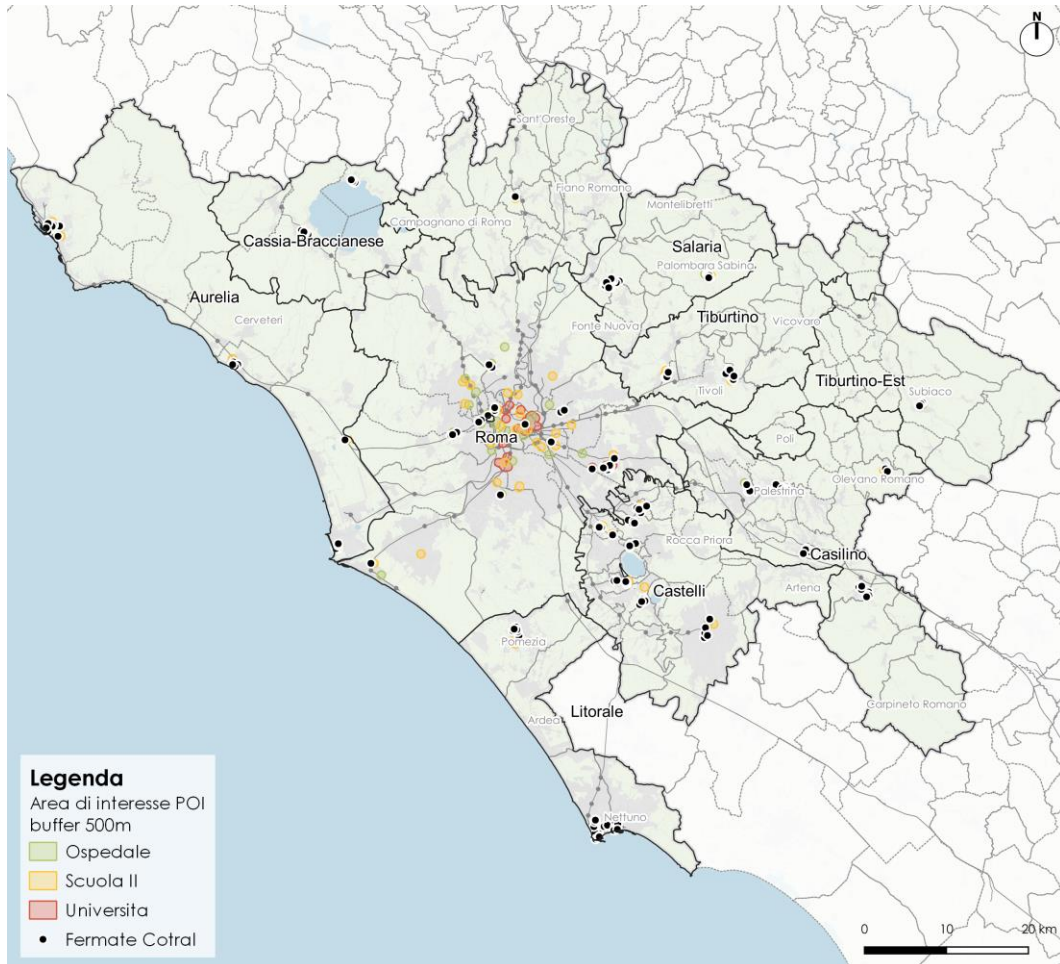 N
Sant'Oreste
Fiano Romano
Montelibretti
Campagnano di Roma
Cassia-Braccianese
Salaria
Palombara Sabina
Aurelia
Cerveteri
Fonte Nuova
Tiburtino
Vicovaro
Tivoli
Tiburtino-Est
Subiaco
Roma
Poli
Olevano Romano
Palestrina
Rocca Priora
Casilino
Castelli
Artena
Pomezia
Carpineto Romano
Litorale
Ardea
Nettuno
Legenda
Area di interesse POI
buffer 500m
Ospedale
Scuola II
Universita
Fermate Cotral
0 10 20 km